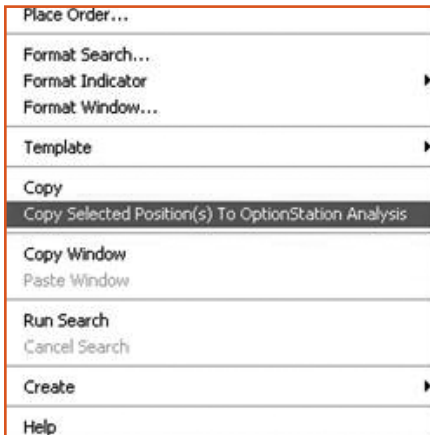 Place Order...
Format Search...
Format Indicator
Format Window...
Template
Copy
Copy Selected Position(s) To OptionStation Analysis
Copy Window
Paste Window
Run Search
Cancel Search
Create
Help